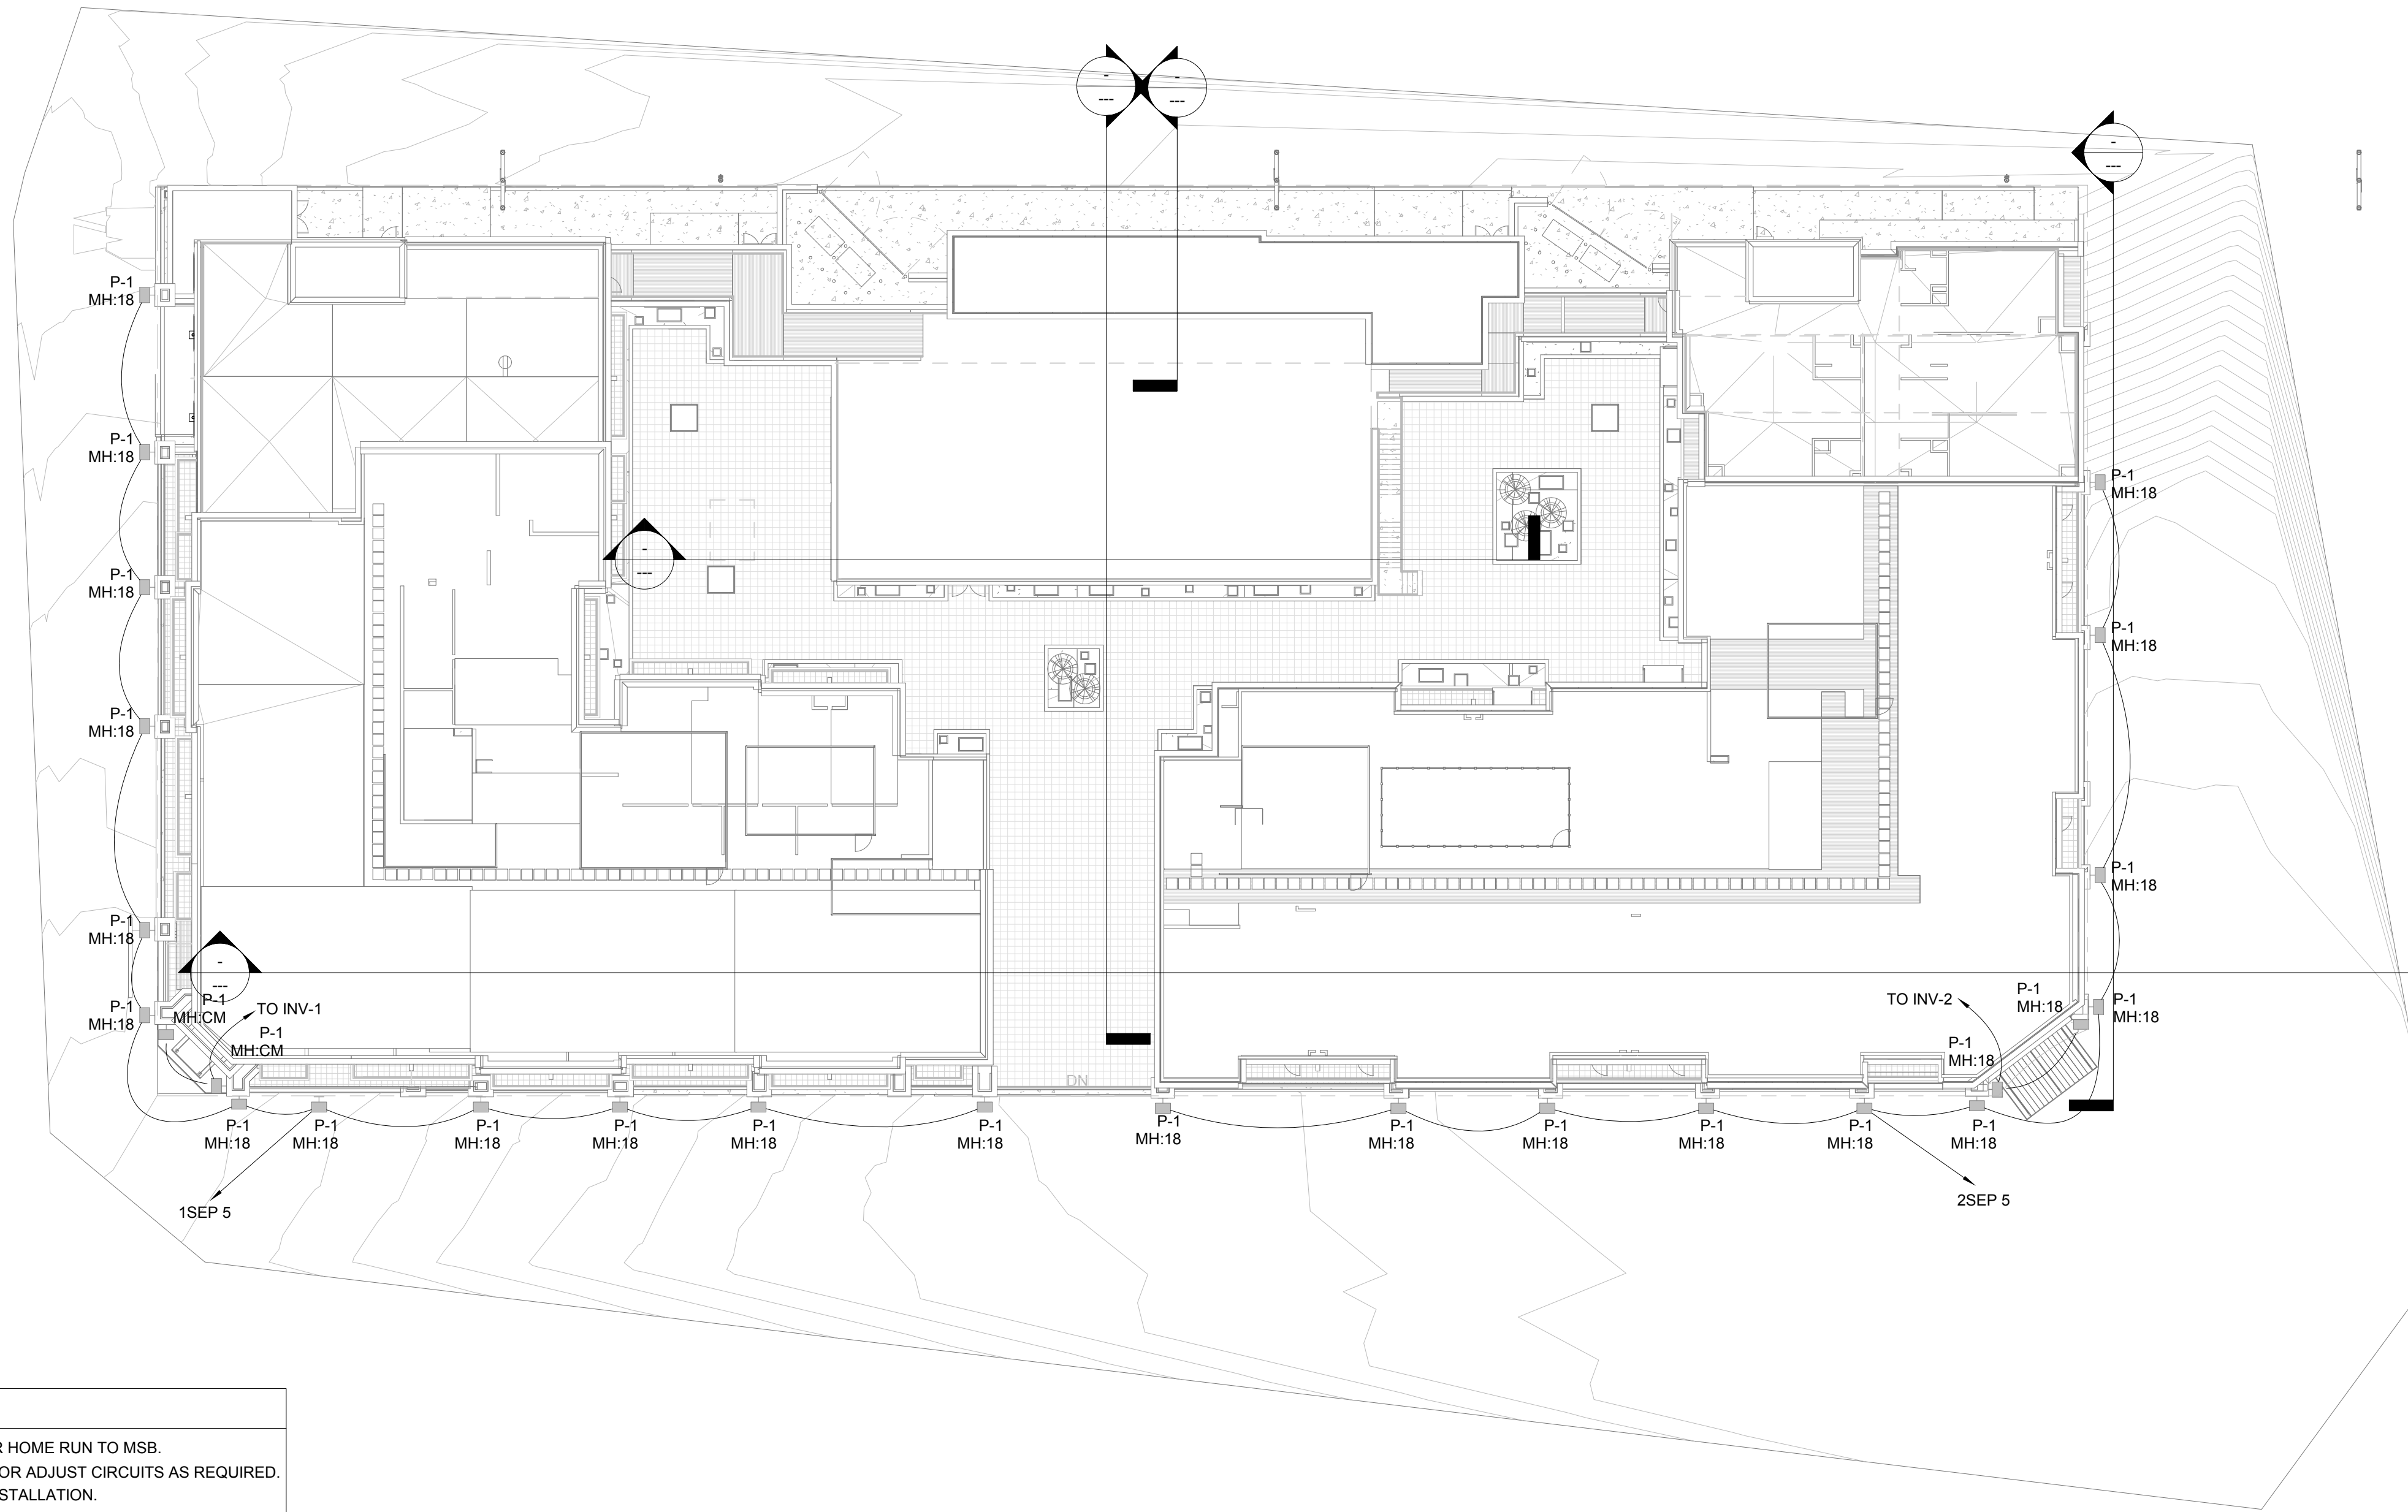 -
---
-
---
-
---
P-1
MH:18
P-1
MH:18
P-1
MH:18
P-1
MH:18
P-1
MH:18
P-1
MH:18
-
---
-
---
P-1
MH:CM
TO INV-1
P-1
MH:CM
P-1
MH:18
P-1
MH:18
P-1
MH:18
P-1
MH:18
TO INV-2
P-1
MH:18
P-1
MH:18
DN
P-1
MH:18
P-1
MH:18
P-1
MH:18
P-1
MH:18
P-1
MH:18
P-1
MH:18
P-1
MH:18
P-1
MH:18
P-1
MH:18
P-1
MH:18
P-1
MH:18
P-1
MH:18
1SEP 5
2SEP 5
R HOME RUN TO MSB.
OR ADJUST CIRCUITS AS REQUIRED.
STALLATION.